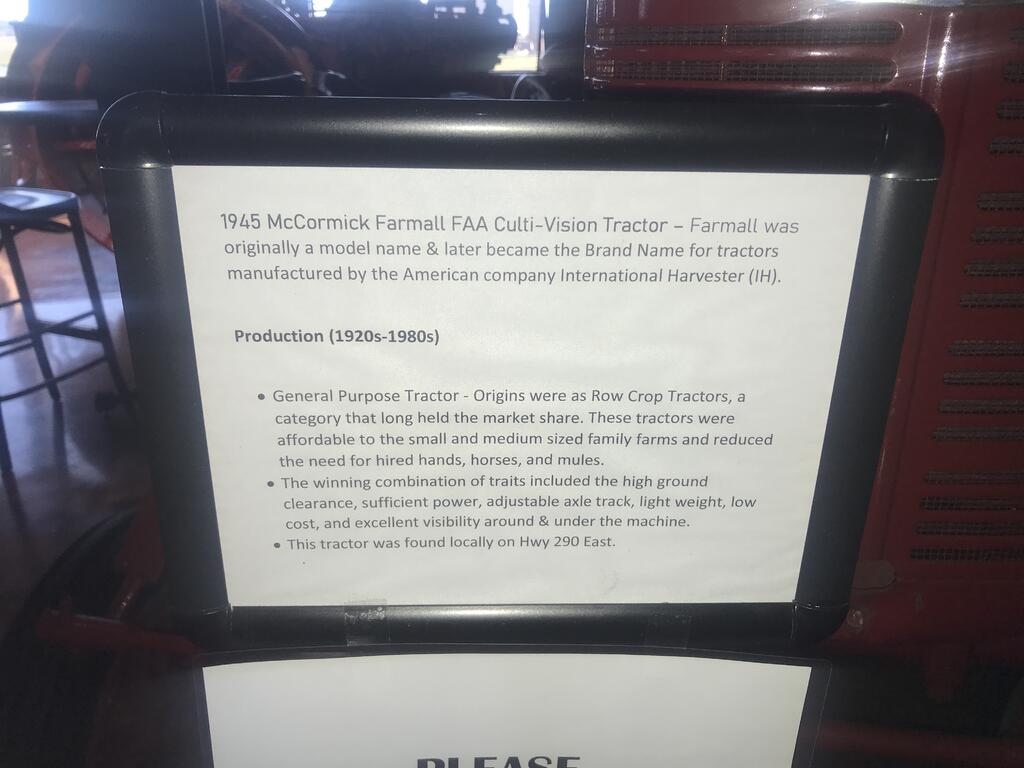 1945 McCormick Farmall FAA Culti-Vision Tractor – Farmall was
originally a model name & later became the Brand Name for tractors
manufactured by the American company International Harvester (IH).
Production (1920s-1980s)
• General Purpose Tractor - Origins were as Row Crop Tractors, a
category that long held the market share. These tractors were
affordable to the small and medium sized family farms and reduced
the need for hired hands, horses, and mules.
• The winning combination of traits included the high ground
clearance, sufficient power, adjustable axle track, light weight, low
cost, and excellent visibility around & under the machine.
• This tractor was found locally on Hwy 290 East.
PLEASE